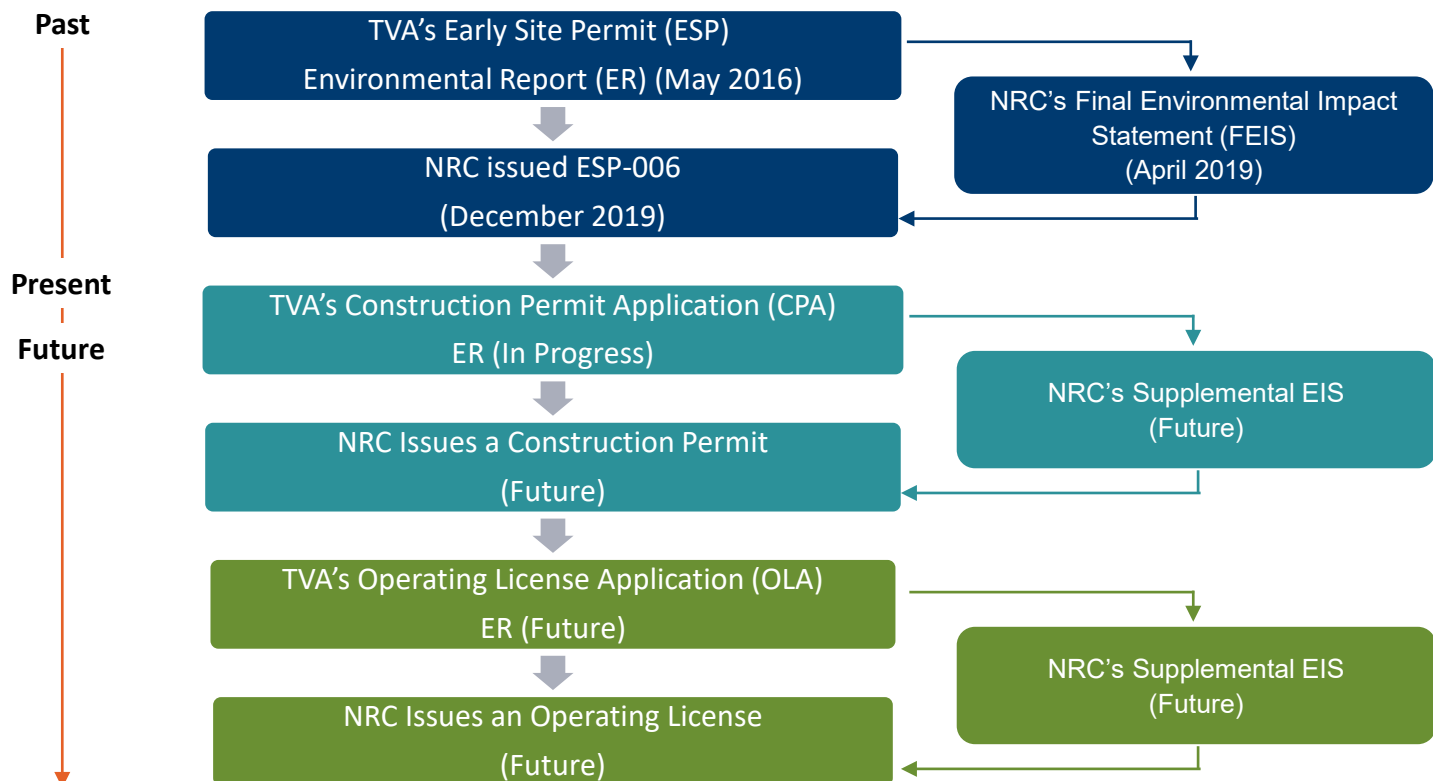 Past
TVA's Early Site Permit (ESP)
Environmental Report (ER) (May 2016)
NRC's Final Environmental Impact
Statement (FEIS)
(April 2019)
NRC issued ESP-006
(December 2019)
Present
Future
TVA's Construction Permit Application (CPA)
ER (In Progress)
NRC's Supplemental EIS
(Future)
NRC Issues a Construction Permit
(Future)
TVA's Operating License Application (OLA)
ER (Future)
NRC's Supplemental EIS
(Future)
NRC Issues an Operating License
(Future)